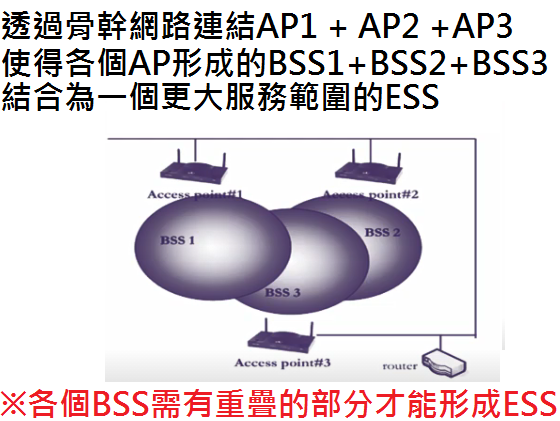 透過骨幹網路連結AP1 + AP2 +AP3
使得各個AP形成的BSS1+BSS2+BSS3
結合為一個更大服務範圍的ESS
Access point#1
Access point#2
BSS 1
BSS 2
BSS 3
Access point#3
router
※各個BSS需有重疊的部分才能形成ESS